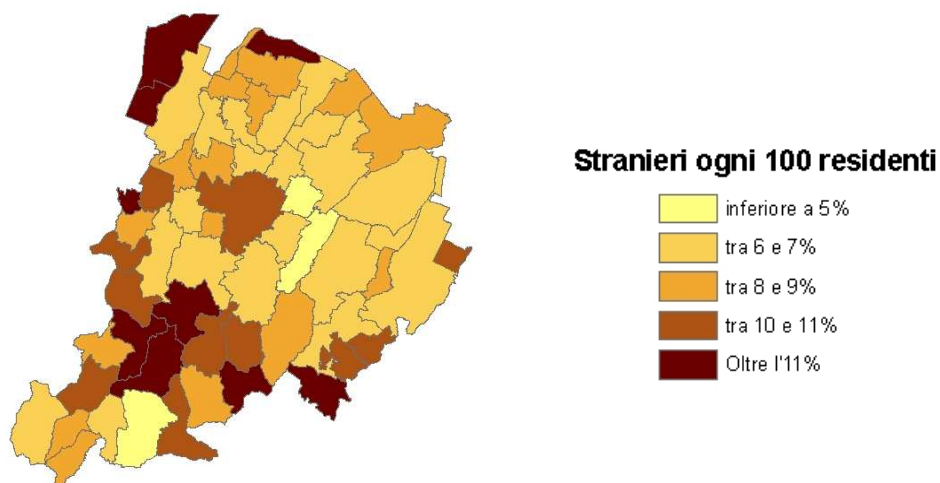 Stranieri ogni 100 residenti
inferiore a 5%
tra 6 e 7%
tra 8 e 9%
tra 10 e 11%
Oltre l'11%